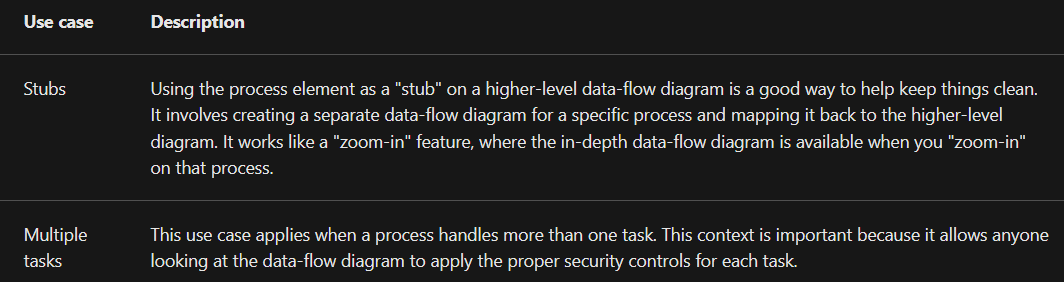 Use case Description
Stubs Using the process element as a "stub" on a higher-level data-flow diagram is a good way to help keep things clean.
It involves creating a separate data-flow diagram for a specific process and mapping it back to the higher-level
diagram. It works like a "zoom-in" feature, where the in-depth data-flow diagram is available when you "zoom-in"
on that process.
Multiple This use case applies when a process handles more than one task. This context is important because it allows anyone
tasks looking at the data-flow diagram to apply the proper security controls for each task.